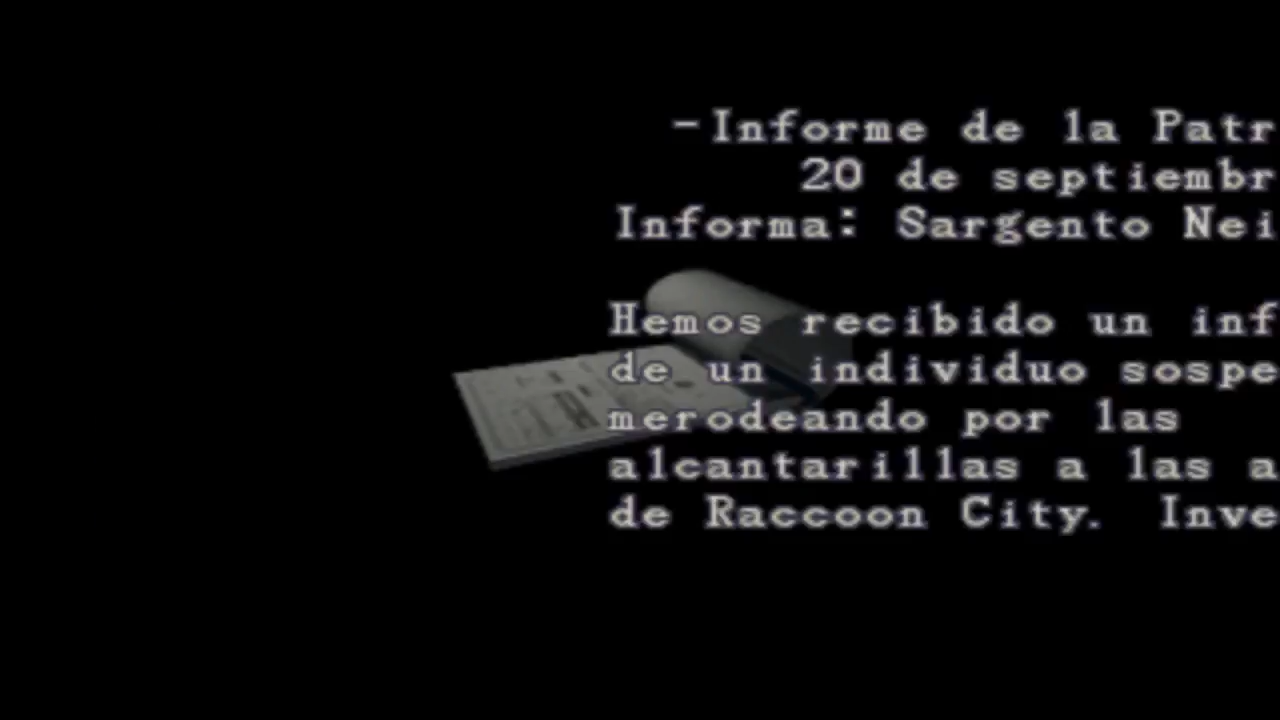 -Informe de la Patr
20 de septiembr
Informa: Sargento Nei
Hemos recibido un inf
de un individuo sospe
merodeando por las
alcantarillas a las a
de Raccoon City. Inve